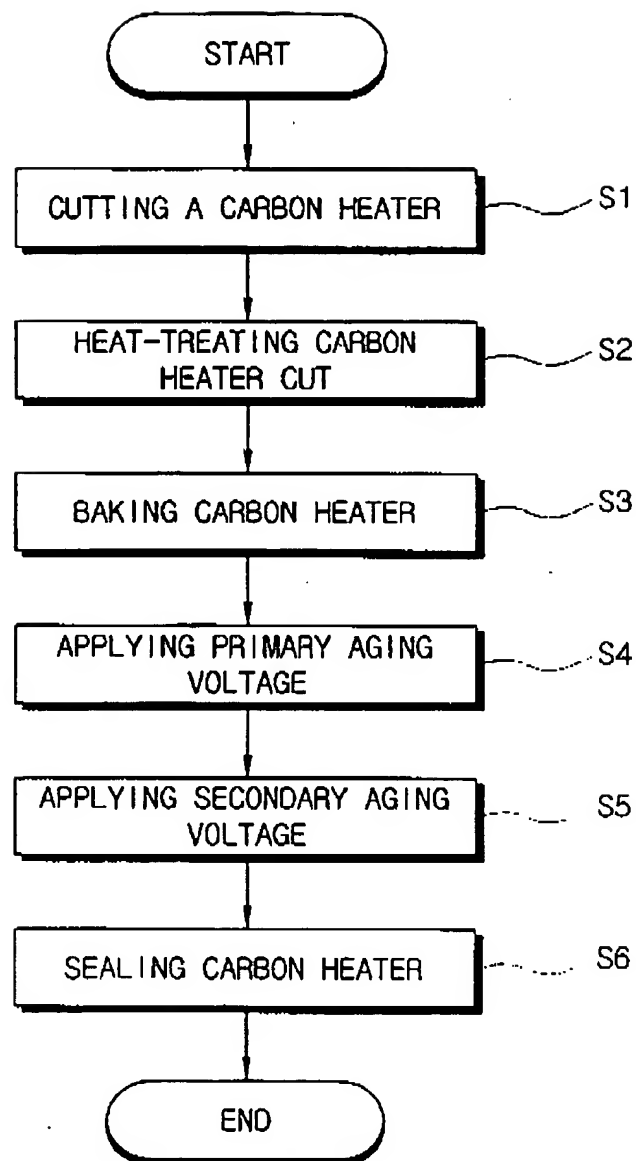 START
CUTTING A CARBON HEATER
S1
HEAT-TREATING CARBON
HEATER CUT
S2
BAKING CARBON HEATER
S3
APPLYING PRIMARY AGING
VOLTAGE
S4
APPLYING SECONDARY AGING
VOLTAGE
S5
SEALING CARBON HEATER
S6
END